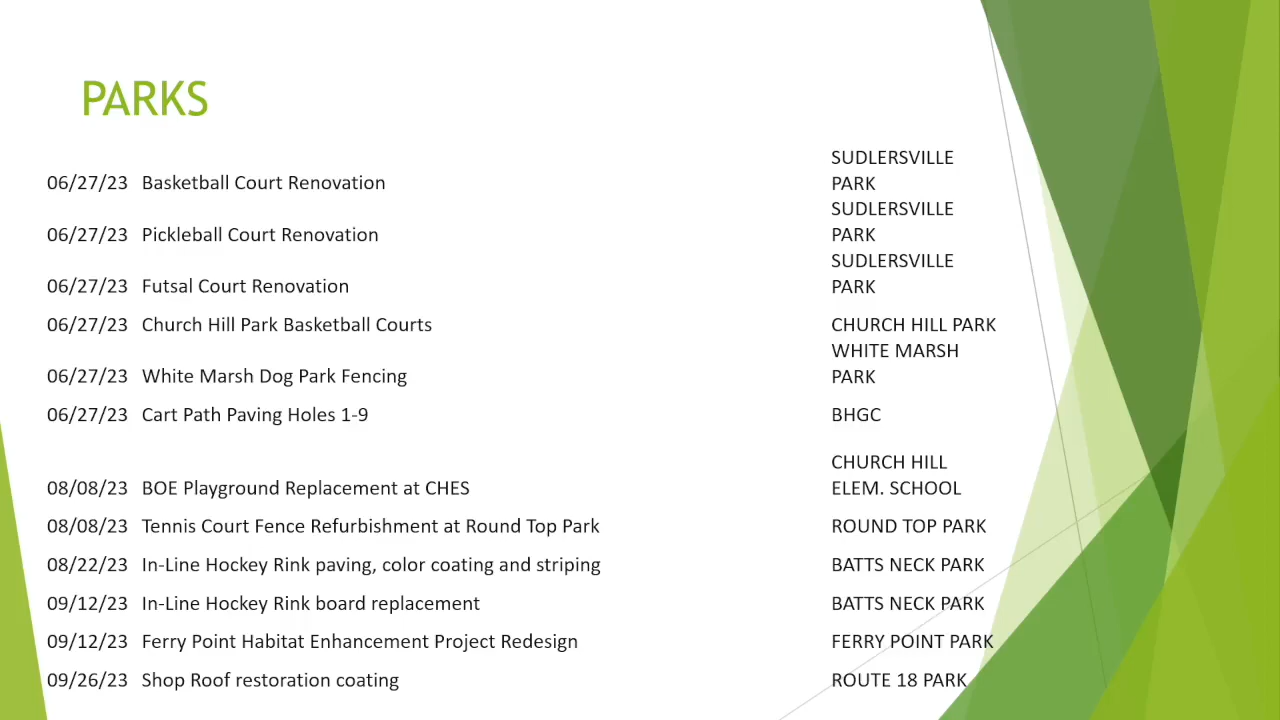 PARKS
06/27/23 Basketball Court Renovation SUDLERSVILLE PARK
06/27/23 Pickleball Court Renovation SUDLERSVILLE PARK
06/27/23 Futsal Court Renovation SUDLERSVILLE PARK
06/27/23 Church Hill Park Basketball Courts CHURCH HILL PARK
06/27/23 White Marsh Dog Park Fencing WHITE MARSH PARK
06/27/23 Cart Path Paving Holes 1-9 BHGC
08/08/23 BOE Playground Replacement at CHES CHURCH HILL ELEM. SCHOOL
08/08/23 Tennis Court Fence Refurbishment at Round Top Park ROUND TOP PARK
08/22/23 In-Line Hockey Rink paving, color coating and striping BATTS NECK PARK
09/12/23 In-Line Hockey Rink board replacement BATTS NECK PARK
09/12/23 Ferry Point Habitat Enhancement Project Redesign FERRY POINT PARK
09/26/23 Shop Roof restoration coating ROUTE 18 PARK